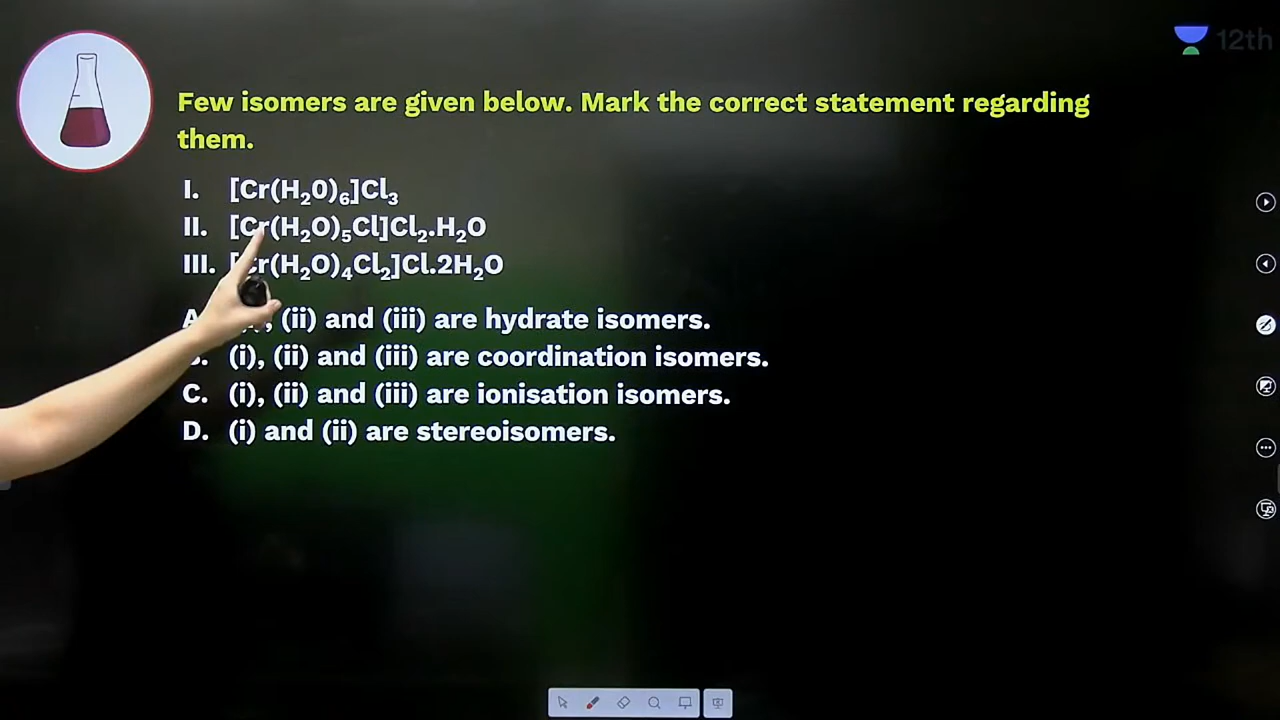 12th
Few isomers are given below. Mark the correct statement regarding
them.
I. [Cr(H₂0)₆]Cl₃
II. [Cr(H₂O)₅Cl]Cl₂.H₂O
III. [Cr(H₂O)₄Cl₂]Cl.2H₂O
A. , (ii) and (iii) are hydrate isomers.
(i), (ii) and (iii) are coordination isomers.
C. (i), (ii) and (iii) are ionisation isomers.
D. (i) and (ii) are stereoisomers.